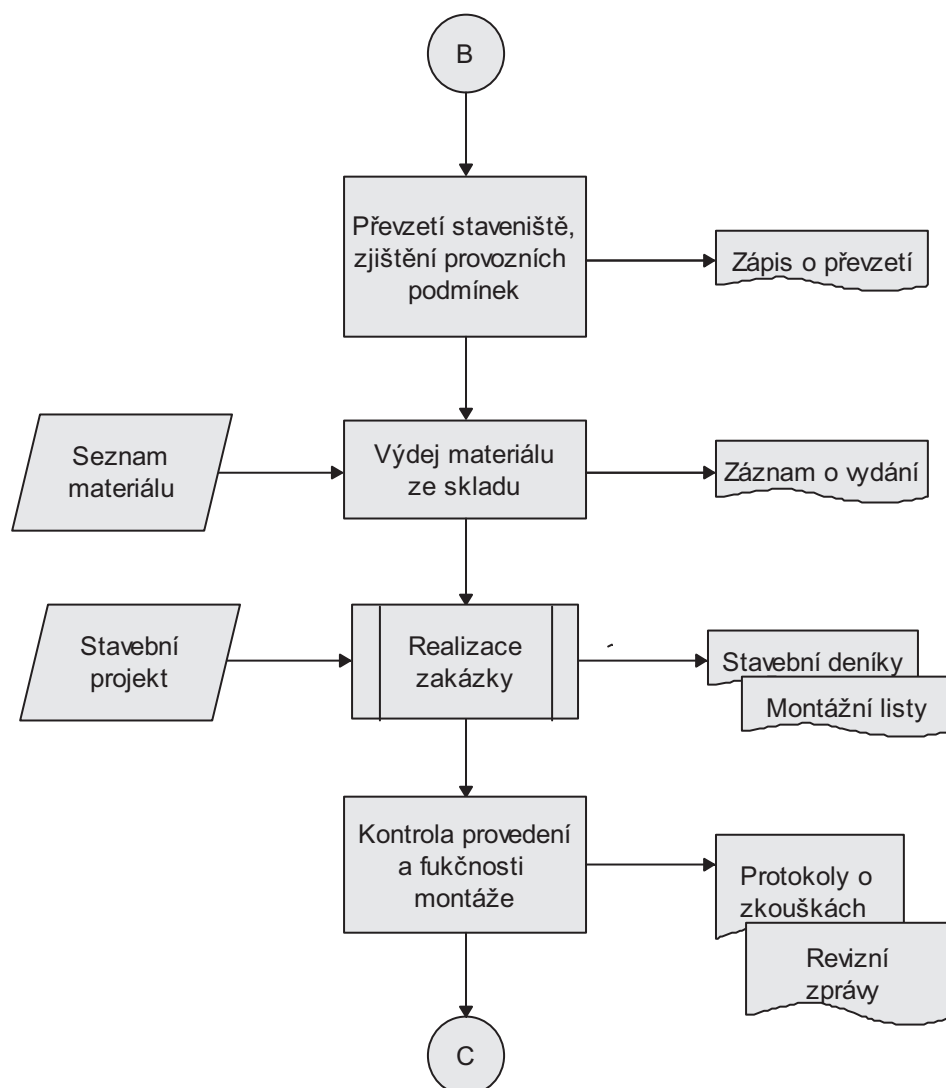 B
Převzetí staveniště,
zjištění provozních
podmínek
Zápis o převzetí
Seznam
materiálu
Výdej materiálu
ze skladu
Záznam o vydání
Stavební
projekt
Realizace
zakázky
Stavební deníky
Montážní listy
Kontrola provedení
a fukčnosti
montáže
Protokoly o
zkouškách
Revizní
zprávy
C